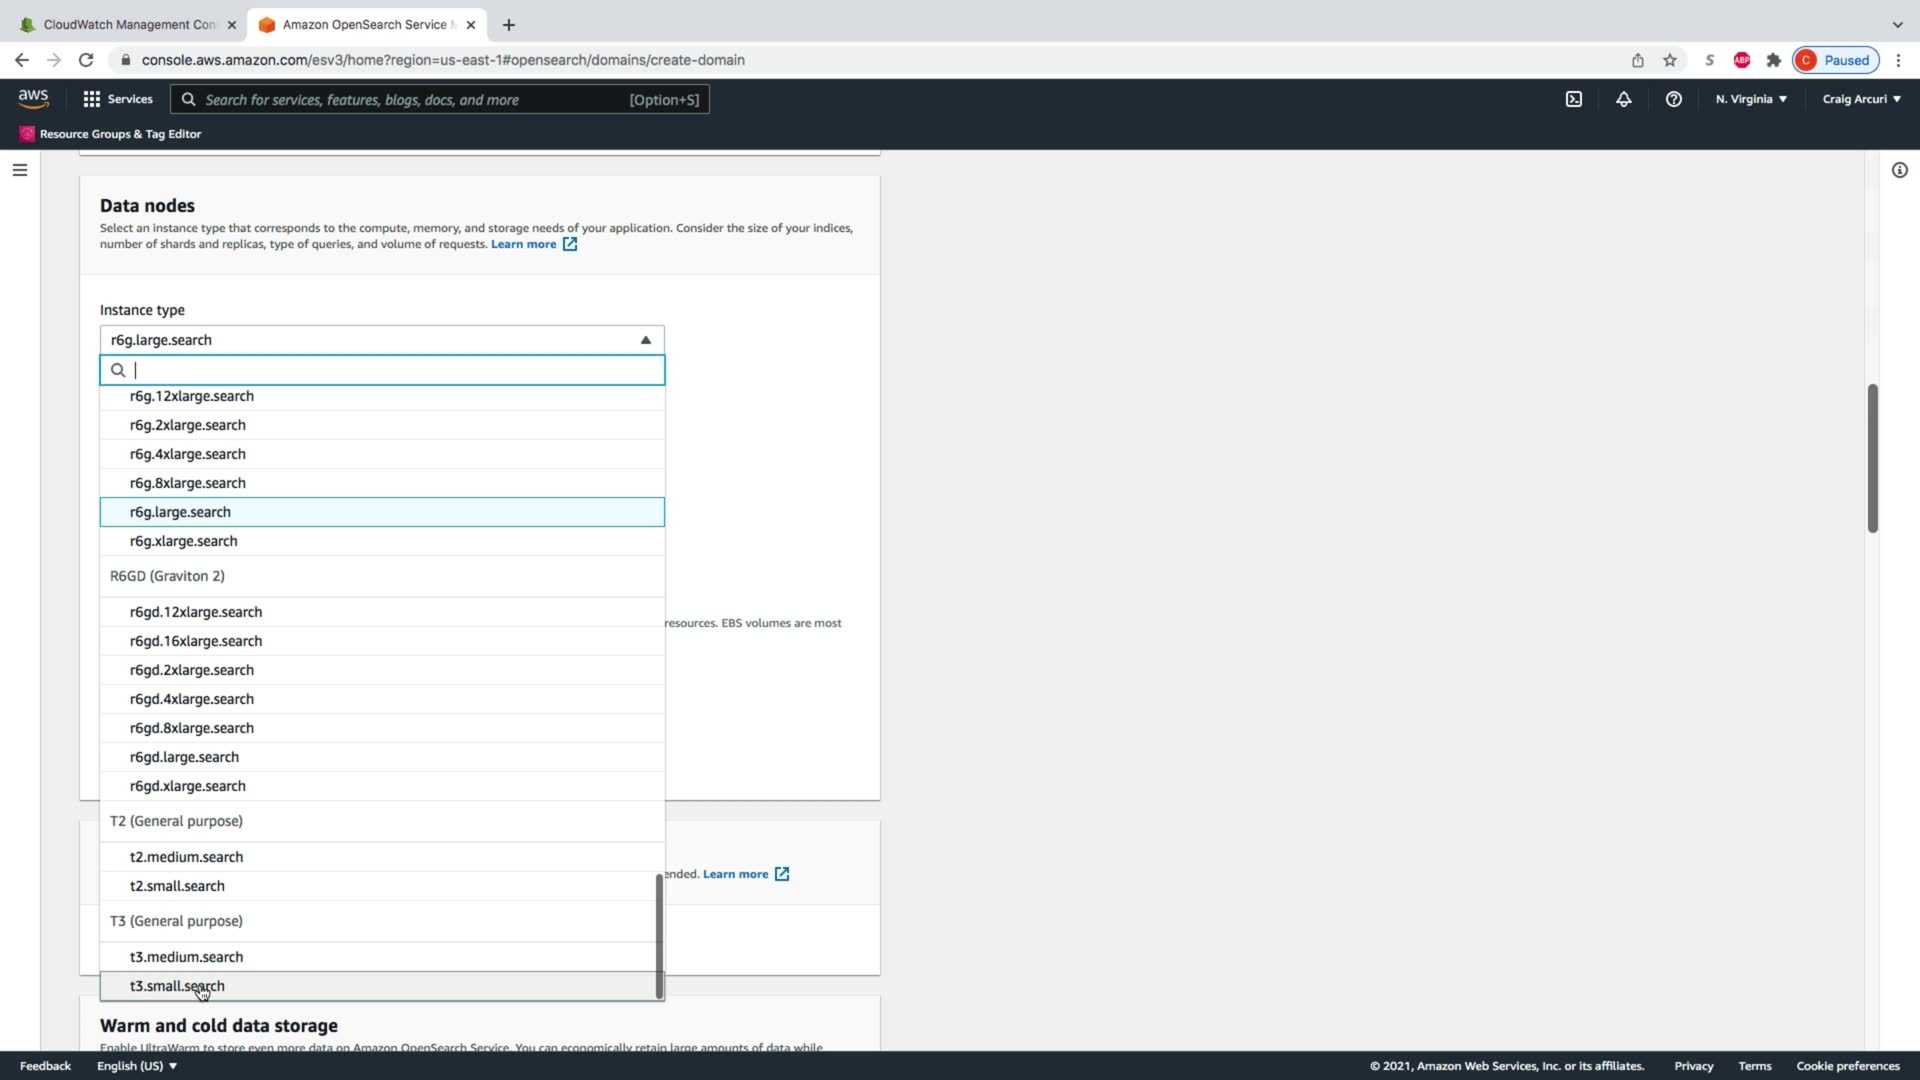 CloudWatch Management Con
Amazon OpenSearch Service M
console.aws.amazon.com/esv3/home?region=us-east-1#opensearch/domains/create-domain
S
ABP
C
Paused
aws
Services
Search for services, features, blogs, docs, and more
[Option+S]
N. Virginia
Craig Arcuri
Resource Groups & Tag Editor
Data nodes
Select an instance type that corresponds to the compute, memory, and storage needs of your application. Consider the size of your indices,
number of shards and replicas, type of queries, and volume of requests. Learn more
Instance type
r6g.large.search
r6g.12xlarge.search
r6g.2xlarge.search
r6g.4xlarge.search
r6g.8xlarge.search
r6g.large.search
r6g.xlarge.search
R6GD (Graviton 2)
r6gd.12xlarge.search
resources. EBS volumes are most
r6gd.16xlarge.search
r6gd.2xlarge.search
r6gd.4xlarge.search
r6gd.8xlarge.search
r6gd.large.search
r6gd.xlarge.search
T2 (General purpose)
t2.medium.search
ended. Learn more
t2.small.search
T3 (General purpose)
t3.medium.search
t3.small.search
Warm and cold data storage
Enable UltraWarm to store even more data on Amazon OpenSearch Service. You can economically retain large amounts of data while
Feedback
English (US)
© 2021, Amazon Web Services, Inc. or its affiliates.
Privacy
Terms
Cookie preferences